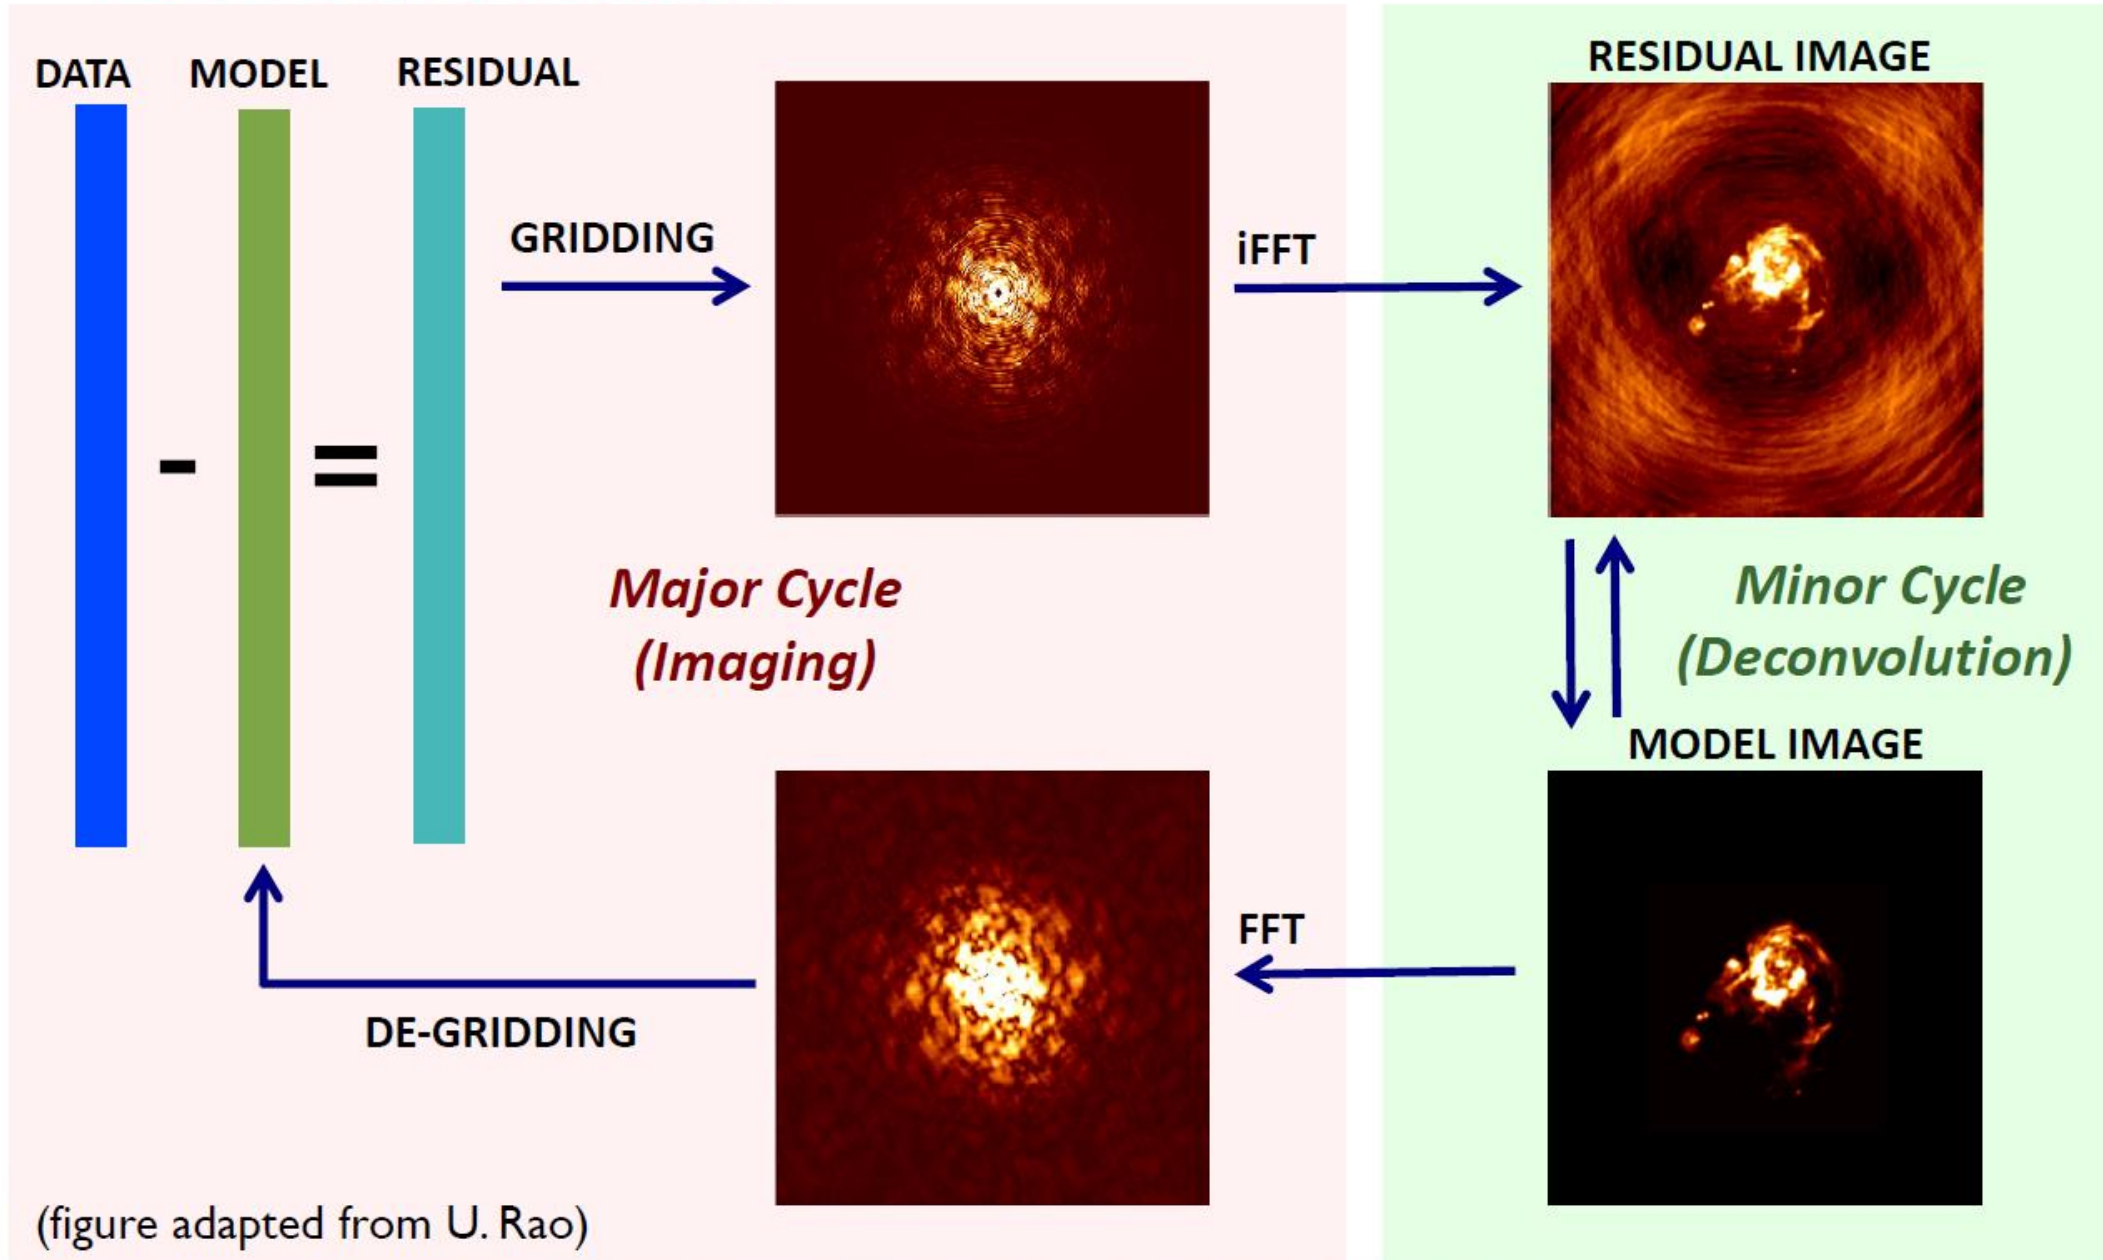 DATA
MODEL
RESIDUAL
RESIDUAL IMAGE
GRIDDING
iFFT
-
=
Major Cycle
(Imaging)
Minor Cycle
(Deconvolution)
MODEL IMAGE
FFT
DE-GRIDDING
(figure adapted from U. Rao)